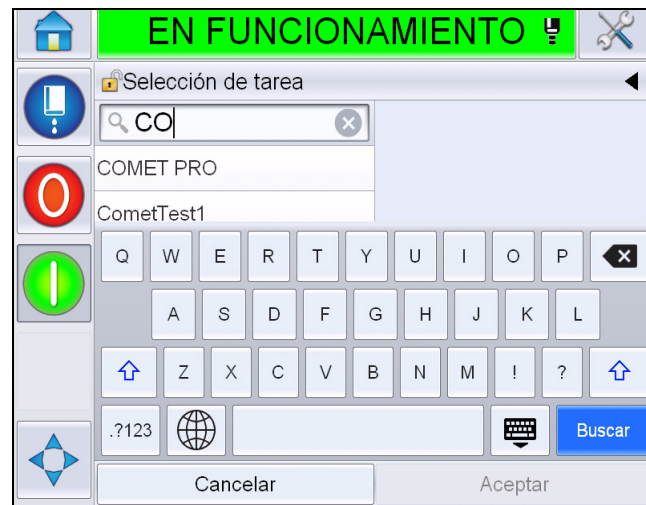 EN FUNCIONAMIENTO
Selección de tarea
CO
COMET PRO
CometTest1
Q W E R T Y U I O P
A S D F G H J K L
Z X C V B N M ! ?
.?123 Buscar
Cancelar Aceptar